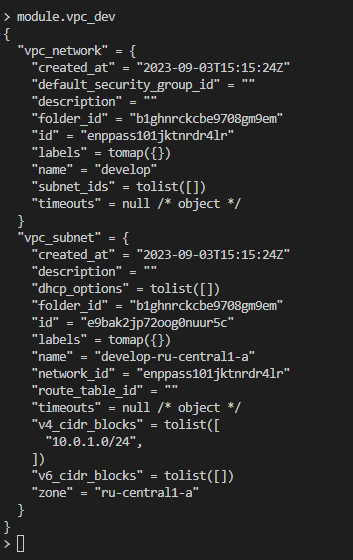 > module.vpc_dev
{
  "vpc_network" = {
    "created_at" = "2023-09-03T15:15:24Z"
    "default_security_group_id" = ""
    "description" = ""
    "folder_id" = "b1ghnrckcbe9708gm9em"
    "id" = "enppass101jktnrdr4lr"
    "labels" = tomap({})
    "name" = "develop"
    "subnet_ids" = tolist([])
    "timeouts" = null /* object */
  }
  "vpc_subnet" = {
    "created_at" = "2023-09-03T15:15:24Z"
    "description" = ""
    "dhcp_options" = tolist([])
    "folder_id" = "b1ghnrckcbe9708gm9em"
    "id" = "e9bak2jp72oog0nuur5c"
    "labels" = tomap({})
    "name" = "develop-ru-central1-a"
    "network_id" = "enppass101jktnrdr4lr"
    "route_table_id" = ""
    "timeouts" = null /* object */
    "v4_cidr_blocks" = tolist([
      "10.0.1.0/24",
    ])
    "v6_cidr_blocks" = tolist([])
    "zone" = "ru-central1-a"
  }
}
>